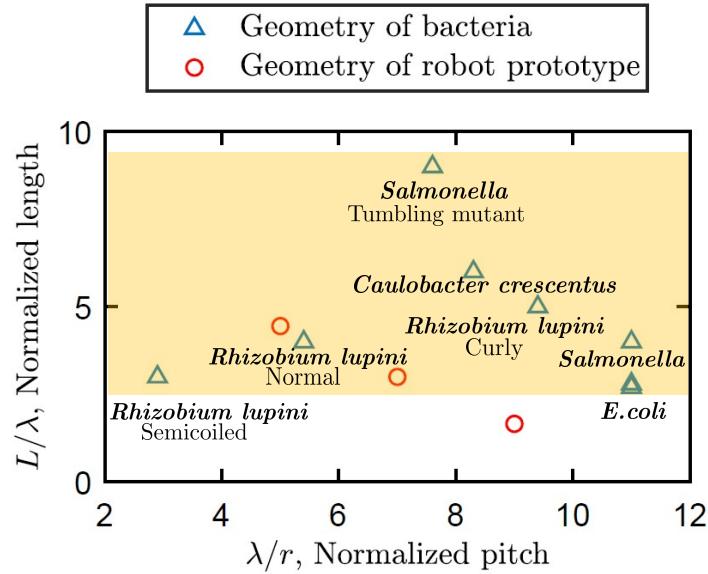 Geometry of bacteria
Geometry of robot prototype
10
5
0
L/λ, Normalized length
Salmonella
Tumbling mutant
Caulobacter crescentus
Rhizobium lupini
Curly
Rhizobium lupini
Normal
Salmonella
Rhizobium lupini
Semicoiled
E.coli
2 4 6 8 10 12
λ/r, Normalized pitch